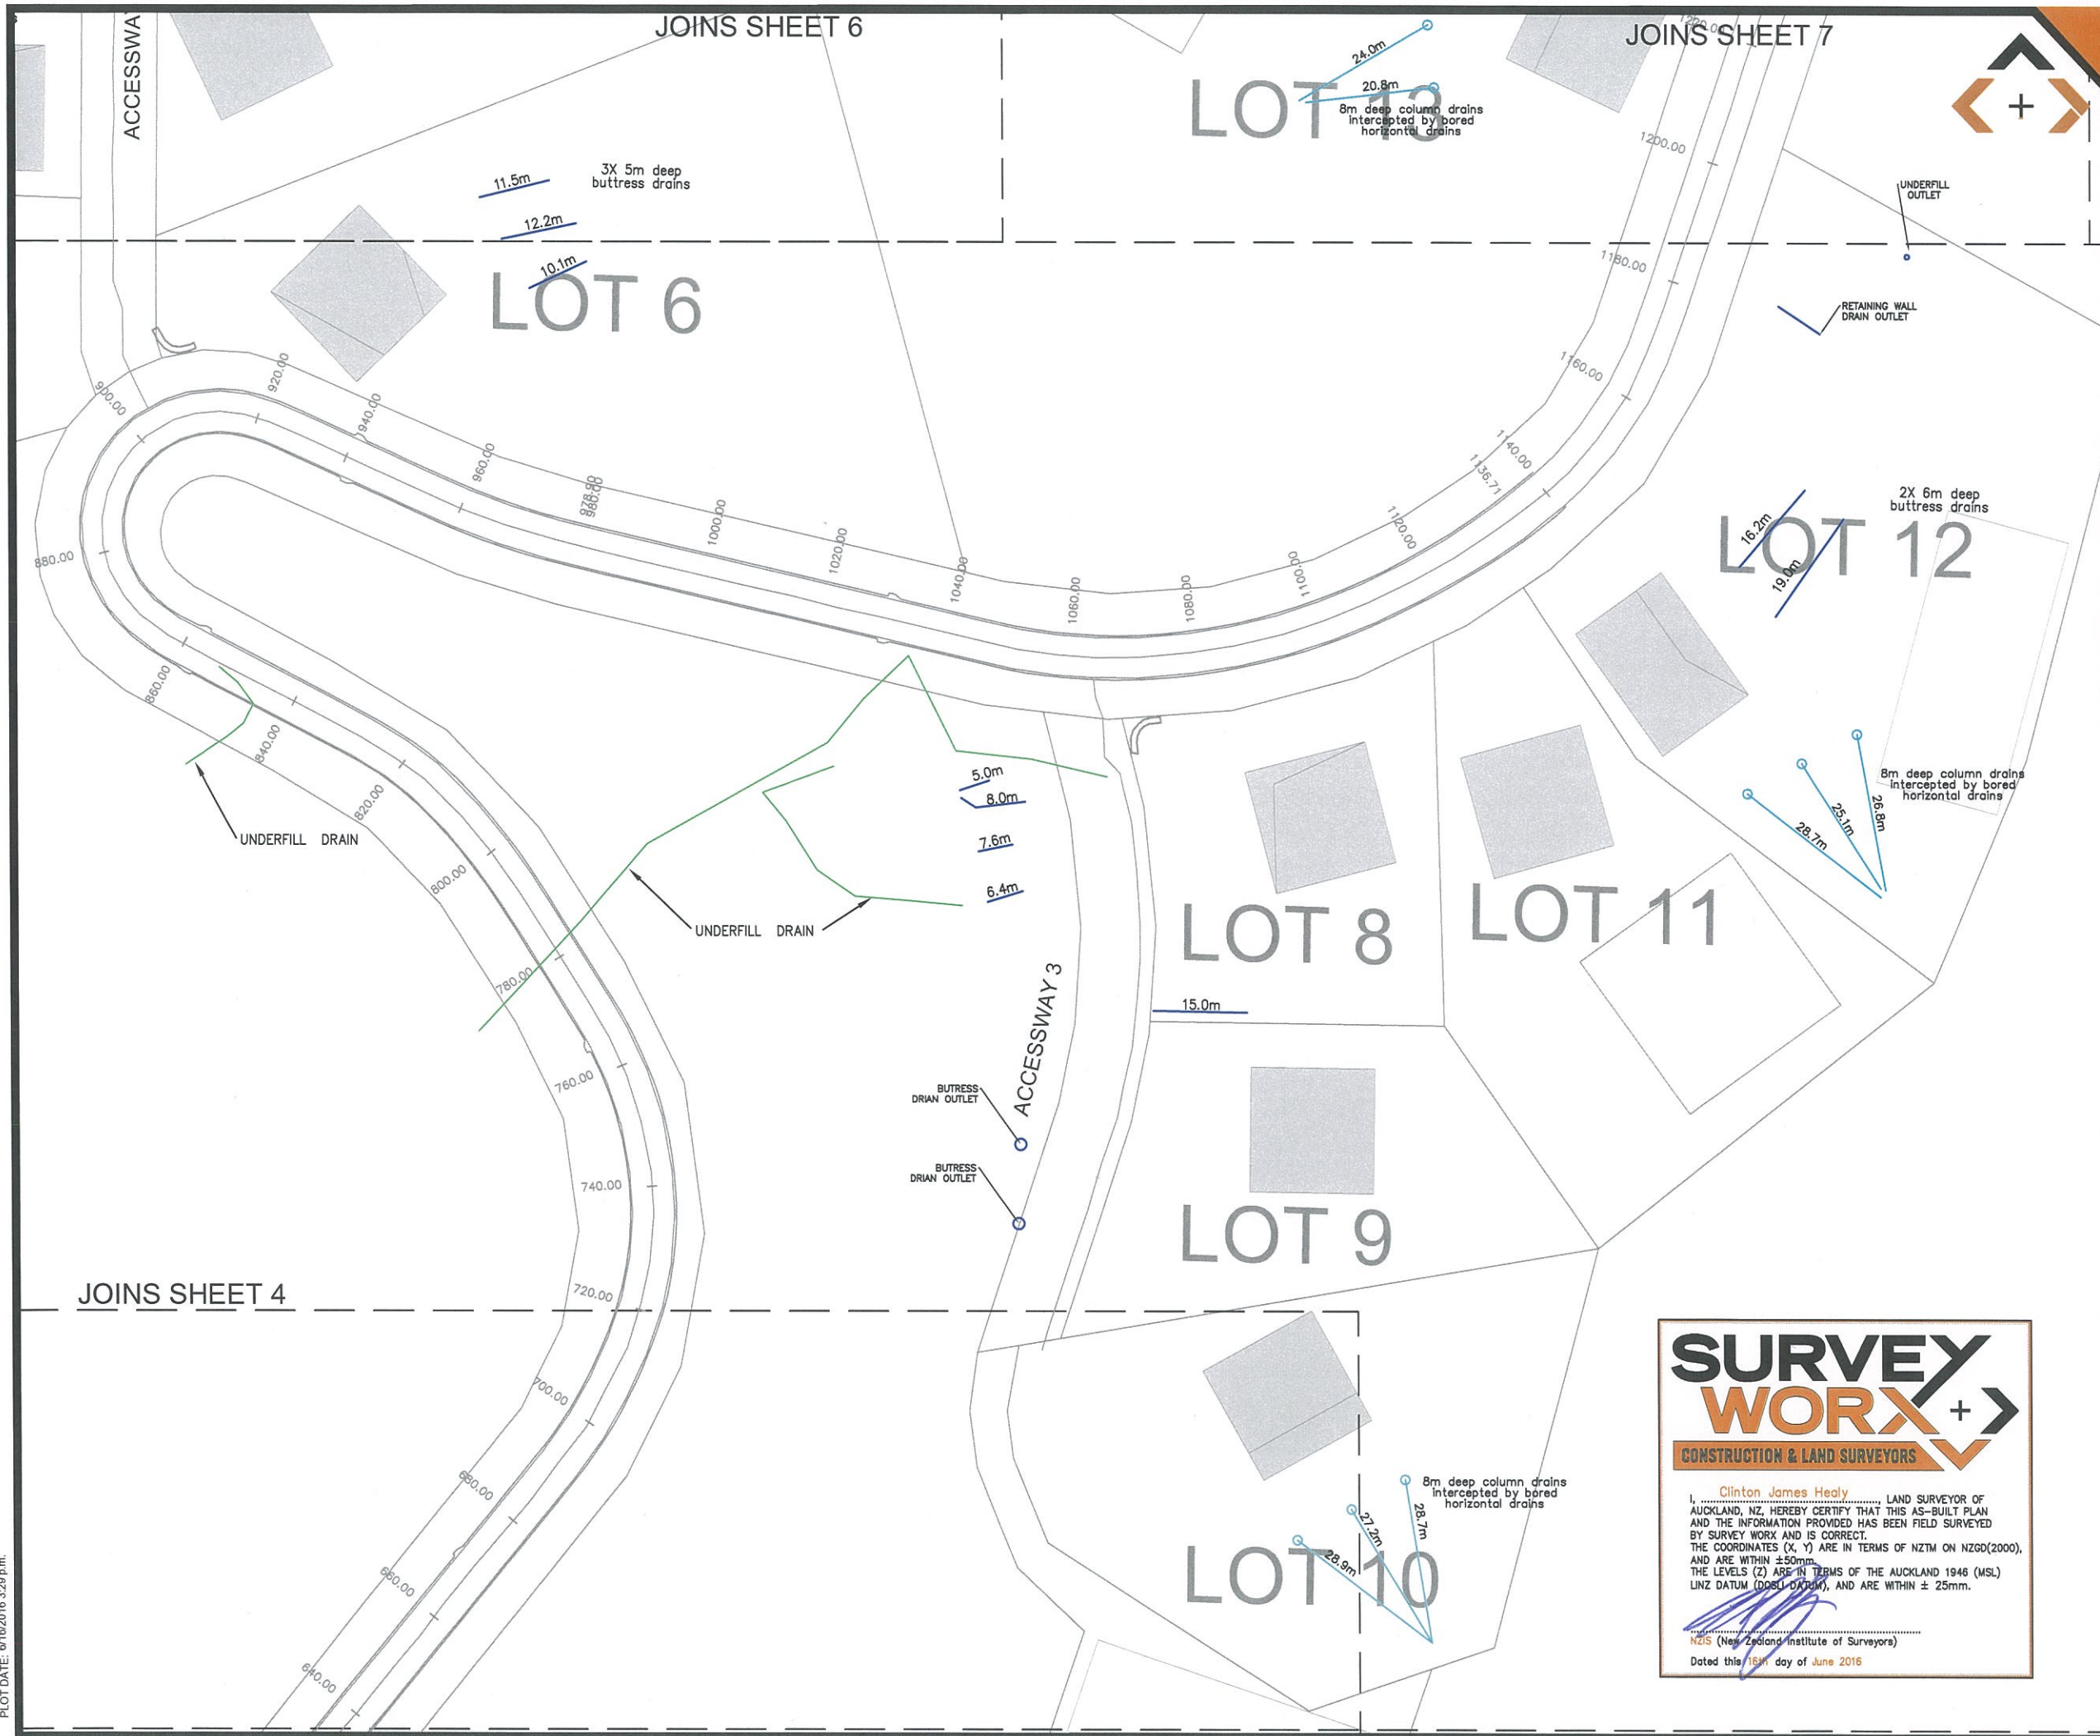 JOINS SHEET 6
JOINS SHEET 7
1220.00
ACCESSWA
24.0m
20.8m
LOT 13
8m deep column drains
intercepted by bored
horizontal drains
1200.00
11.5m
3X 5m deep
buttress drains
12.2m
10.1m
UNDERFILL
OUTLET
1180.00
LOT 6
RETAINING WALL
DRAIN OUTLET
1160.00
900.00
920.00
940.00
960.00
978.90
980.00
1000.00
1020.00
1040.00
1060.00
1080.00
1100.00
1120.00
1136.71
1140.00
880.00
2X 6m deep
buttress drains
16.2m
LOT 12
19.0m
860.00
840.00
820.00
800.00
UNDERFILL DRAIN
5.0m
8.0m
7.6m
6.4m
UNDERFILL DRAIN
8m deep column drains
intercepted by bored
horizontal drains
28.7m
25.1m
26.8m
LOT 8
LOT 11
780.00
15.0m
ACCESSWAY 3
760.00
BUTRESS
DRIAN OUTLET
BUTRESS
DRIAN OUTLET
740.00
LOT 9
JOINS SHEET 4
720.00
700.00
680.00
660.00
640.00
8m deep column drains
intercepted by bored
horizontal drains
28.9m
27.2m
28.7m
LOT 10
SURVEY
WORX
CONSTRUCTION & LAND SURVEYORS
I, Clinton James Healy, LAND SURVEYOR OF
AUCKLAND, NZ, HEREBY CERTIFY THAT THIS AS-BUILT PLAN
AND THE INFORMATION PROVIDED HAS BEEN FIELD SURVEYED
BY SURVEY WORX AND IS CORRECT.
THE COORDINATES (X, Y) ARE IN TERMS OF NZTM ON NZGD(2000),
AND ARE WITHIN ±50mm.
THE LEVELS (Z) ARE IN TERMS OF THE AUCKLAND 1946 (MSL)
LINZ DATUM (DOSLI DATUM), AND ARE WITHIN ± 25mm.
NZIS (New Zealand Institute of Surveyors)
Dated this 16th day of June 2016
PLOT DATE: 6/16/2016 3:29 p.m.